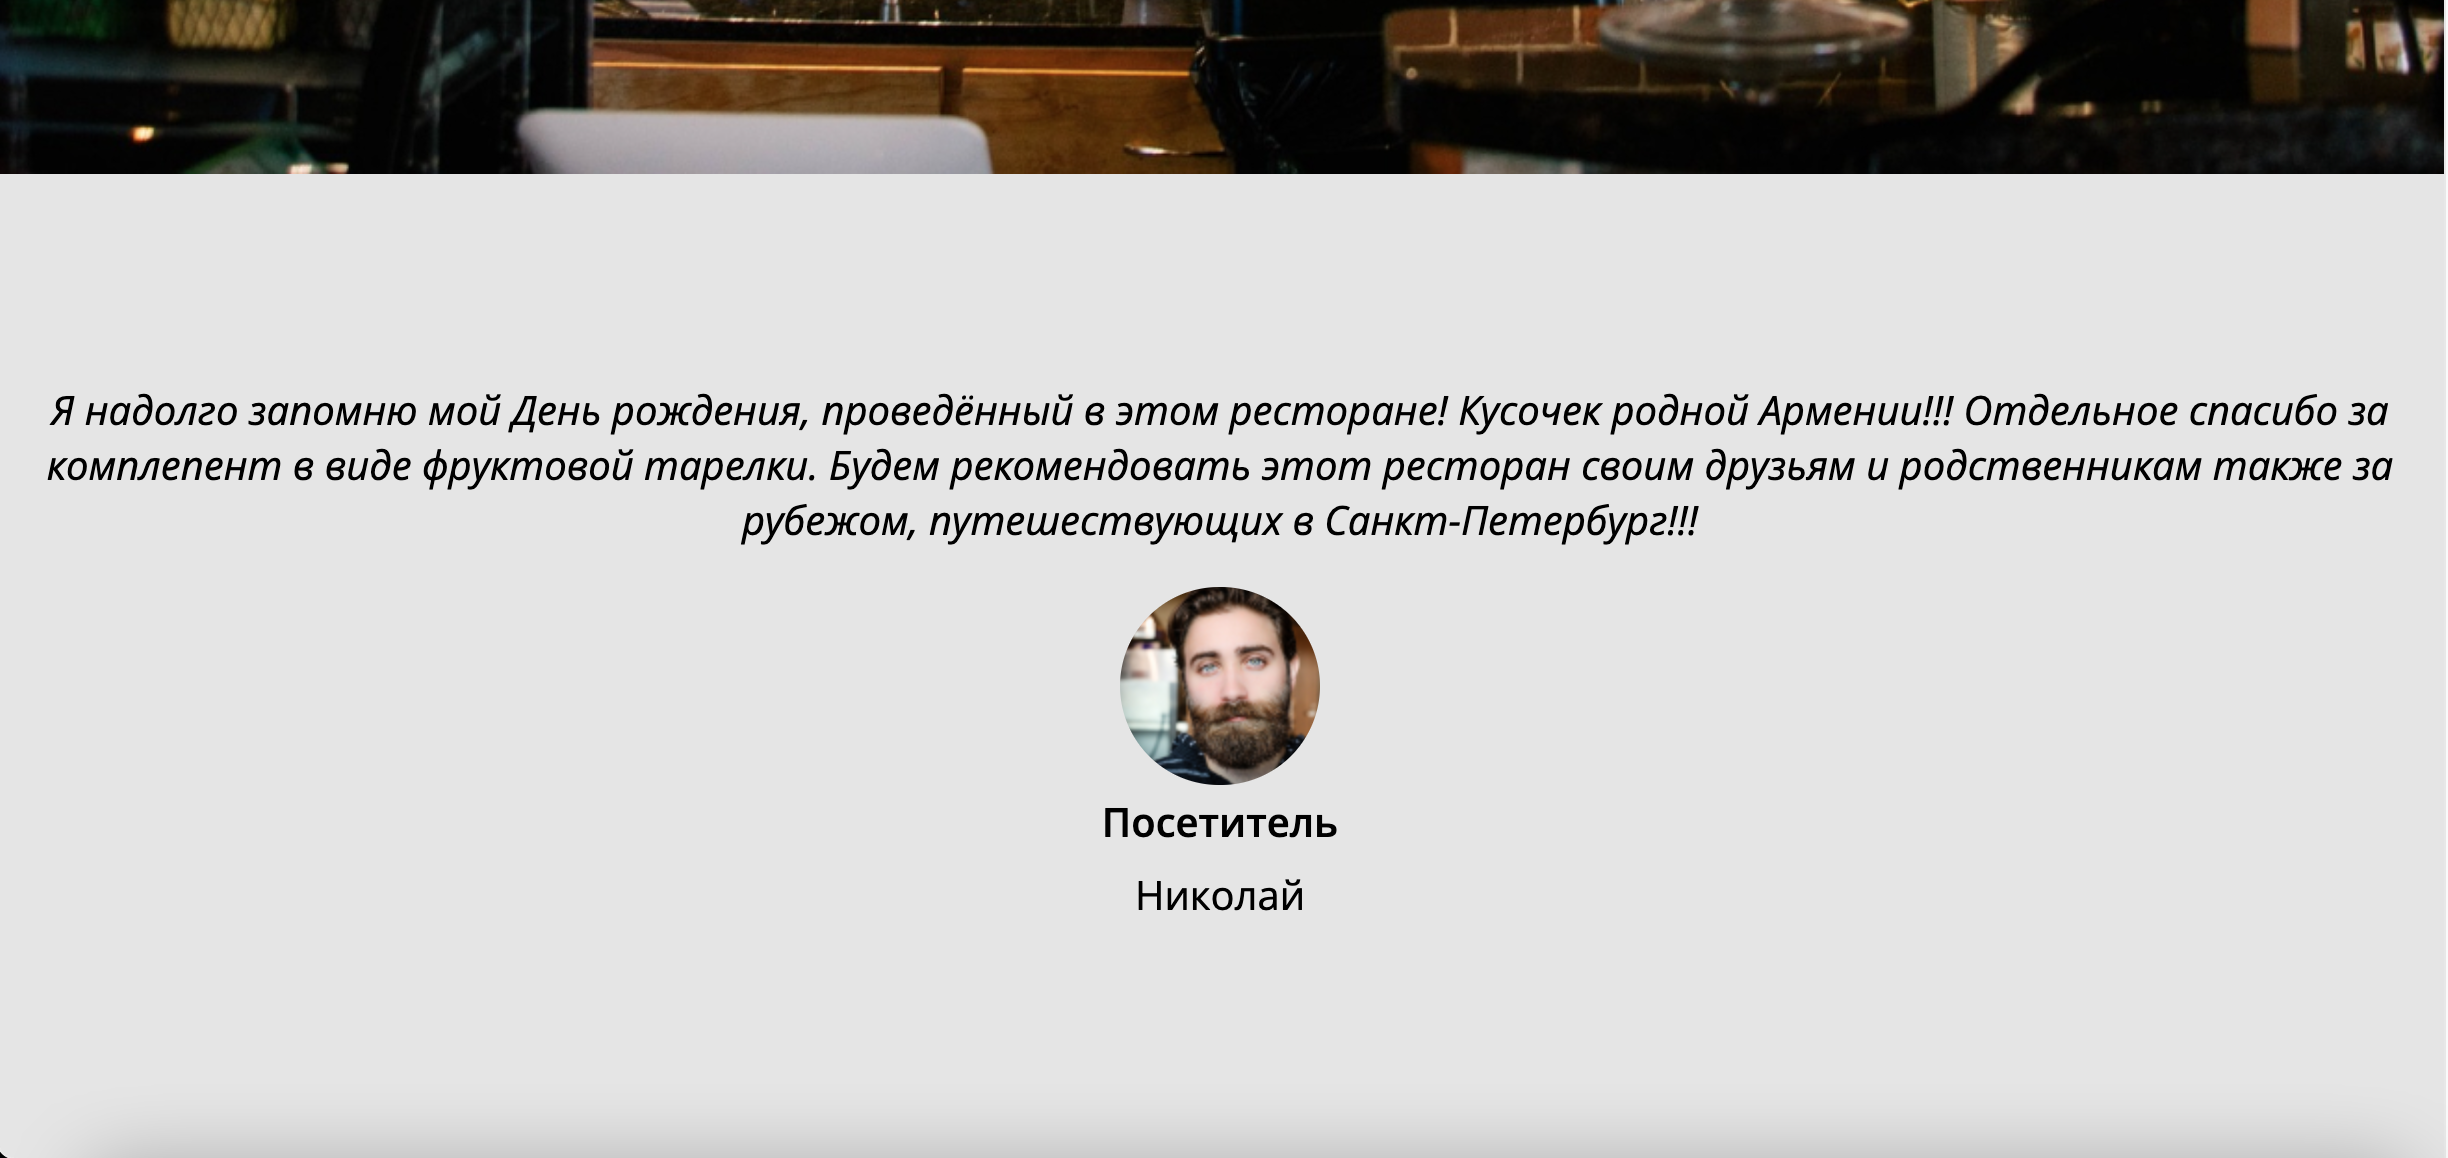 Я надолго запомню мой День рождения, проведённый в этом ресторане! Кусочек родной Армении!!! Отдельное спасибо за
комплепент в виде фруктовой тарелки. Будем рекомендовать этот ресторан своим друзьям и родственникам также за
рубежом, путешествующих в Санкт-Петербург!!!
Посетитель
Николай